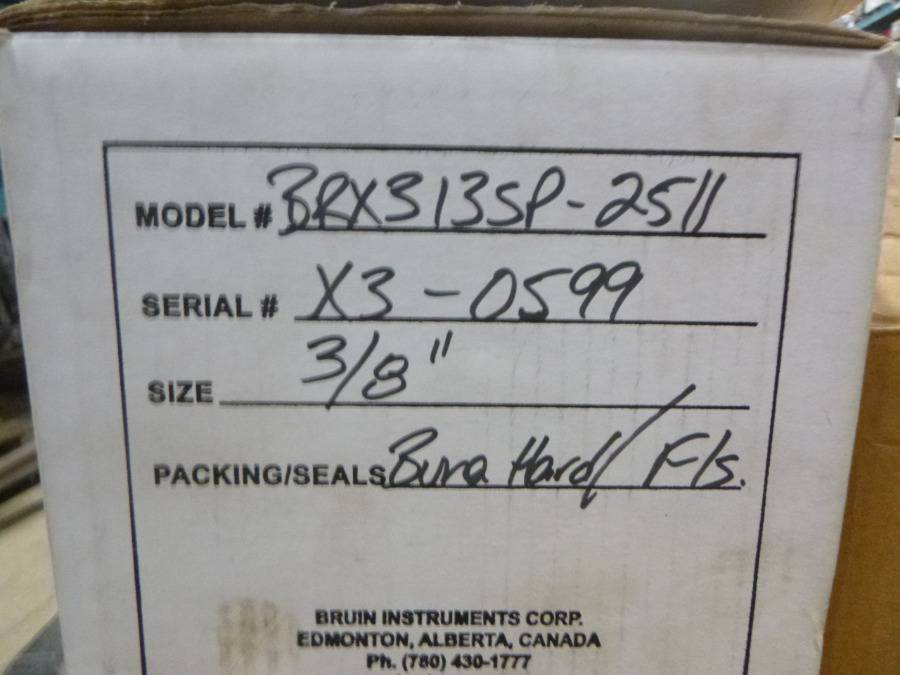 MODEL # BRX313SP-2511
SERIAL # X3-0599
SIZE 3/8"
PACKING/SEALS Buna Hard/ Fls.
BRUIN INSTRUMENTS CORP.
EDMONTON, ALBERTA, CANADA
Ph. (780) 430-1777